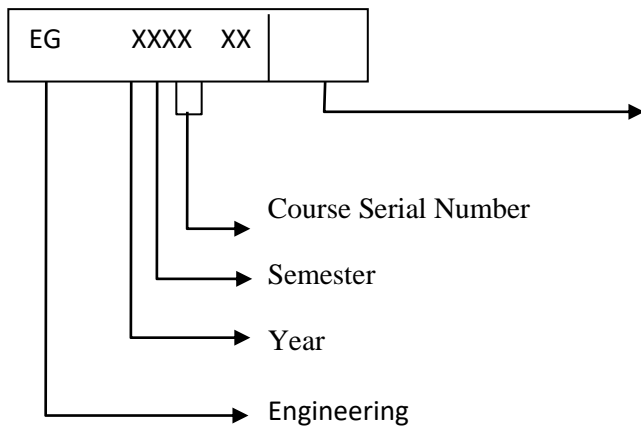 EG XXXX XX
Course Serial Number
Semester
Year
Engineering